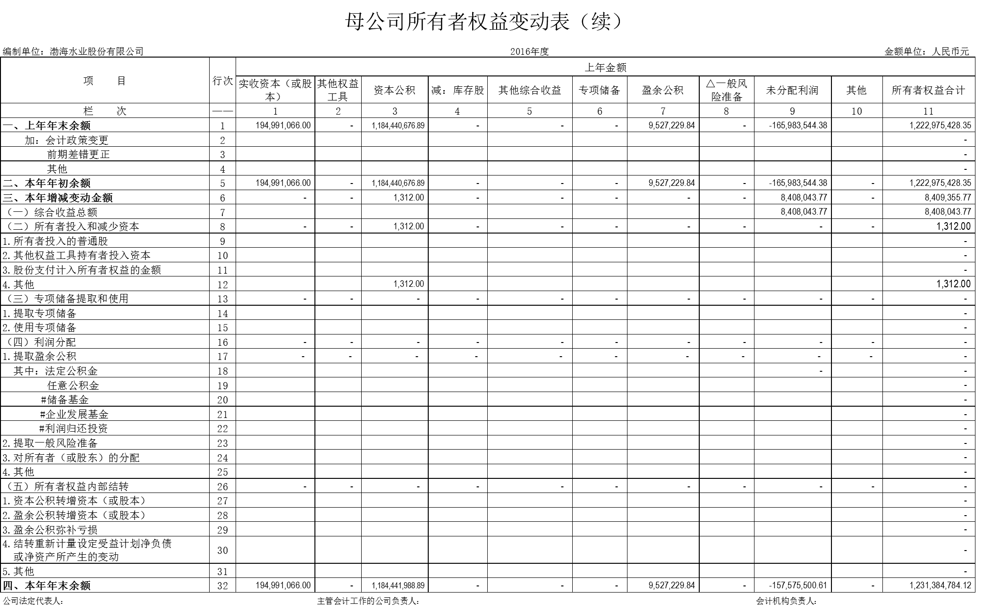 母公司所有者权益变动表（续）
编制单位：渤海水业股份有限公司 2016年度 金额单位：人民币元
项 目 行次 上年金额
实收资本（或股本） 其他权益工具 资本公积 减：库存股 其他综合收益 专项储备 盈余公积 △一般风险准备 未分配利润 其他 所有者权益合计
栏 次 —— 1 2 3 4 5 6 7 8 9 10 11
一、上年年末余额 1 194,991,066.00 - 1,184,440,676.89 - - - 9,527,229.84 - -165,983,544.38 1,222,975,428.35
加：会计政策变更 2 -
前期差错更正 3 -
其他 4 -
二、本年年初余额 5 194,991,066.00 - 1,184,440,676.89 - - - 9,527,229.84 - -165,983,544.38 - 1,222,975,428.35
三、本年增减变动金额 6 - - 1,312.00 - - - - - 8,408,043.77 - 8,409,355.77
（一）综合收益总额 7 8,408,043.77 8,408,043.77
（二）所有者投入和减少资本 8 - - 1,312.00 - - - - - - - 1,312.00
1.所有者投入的普通股 9 -
2.其他权益工具持有者投入资本 10 -
3.股份支付计入所有者权益的金额 11 -
4.其他 12 1,312.00 1,312.00
（三）专项储备提取和使用 13 - - - - - - - - - - -
1.提取专项储备 14 -
2.使用专项储备 15 -
（四）利润分配 16 - - - - - - - - - - -
1.提取盈余公积 17 - - - - - - - - - - -
其中：法定公积金 18 - -
任意公积金 19 -
#储备基金 20 -
#企业发展基金 21 -
#利润归还投资 22 -
2.提取一般风险准备 23 -
3.对所有者（或股东）的分配 24 -
4.其他 25 -
（五）所有者权益内部结转 26 - - - - - - - - - - -
1.资本公积转增资本（或股本） 27 -
2.盈余公积转增资本（或股本） 28 -
3.盈余公积弥补亏损 29 -
4.结转重新计量设定受益计划净负债
或净资产所产生的变动 30 -
5.其他 31 -
四、本年年末余额 32 194,991,066.00 - 1,184,441,988.89 - - - 9,527,229.84 - -157,575,500.61 - 1,231,384,784.12
公司法定代表人： 主管会计工作的公司负责人： 会计机构负责人：